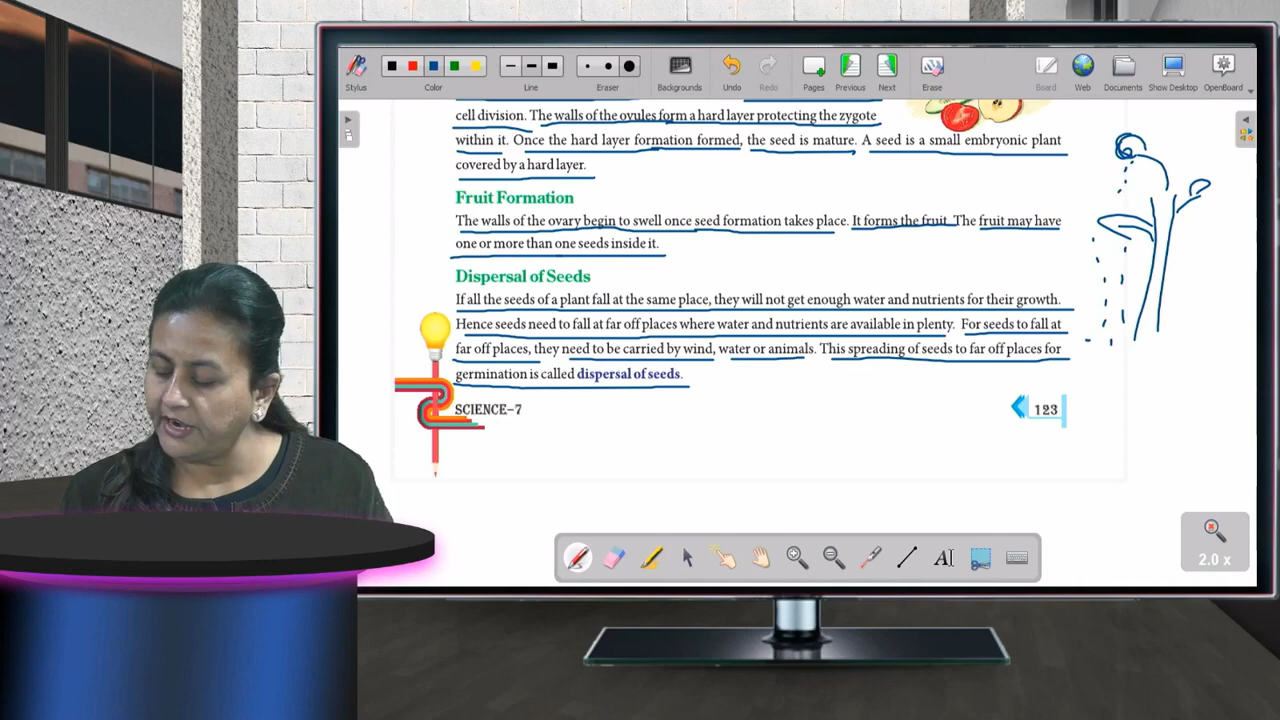 Stylus
Color
Line
Eraser
Backgrounds
Undo
Redo
Pages
Previous
Next
Erase
Board
Web
Documents
Show Desktop
OpenBoard
cell division. The walls of the ovules form a hard layer protecting the zygote
within it. Once the hard layer formation formed, the seed is mature. A seed is a small embryonic plant
covered by a hard layer.
Fruit Formation
The walls of the ovary begin to swell once seed formation takes place. It forms the fruit. The fruit may have
one or more than one seeds inside it.
Dispersal of Seeds
If all the seeds of a plant fall at the same place, they will not get enough water and nutrients for their growth.
Hence seeds need to fall at far off places where water and nutrients are available in plenty. For seeds to fall at
far off places, they need to be carried by wind, water or animals. This spreading of seeds to far off places for
germination is called dispersal of seeds.
SCIENCE–7
123
AI
2.0 x